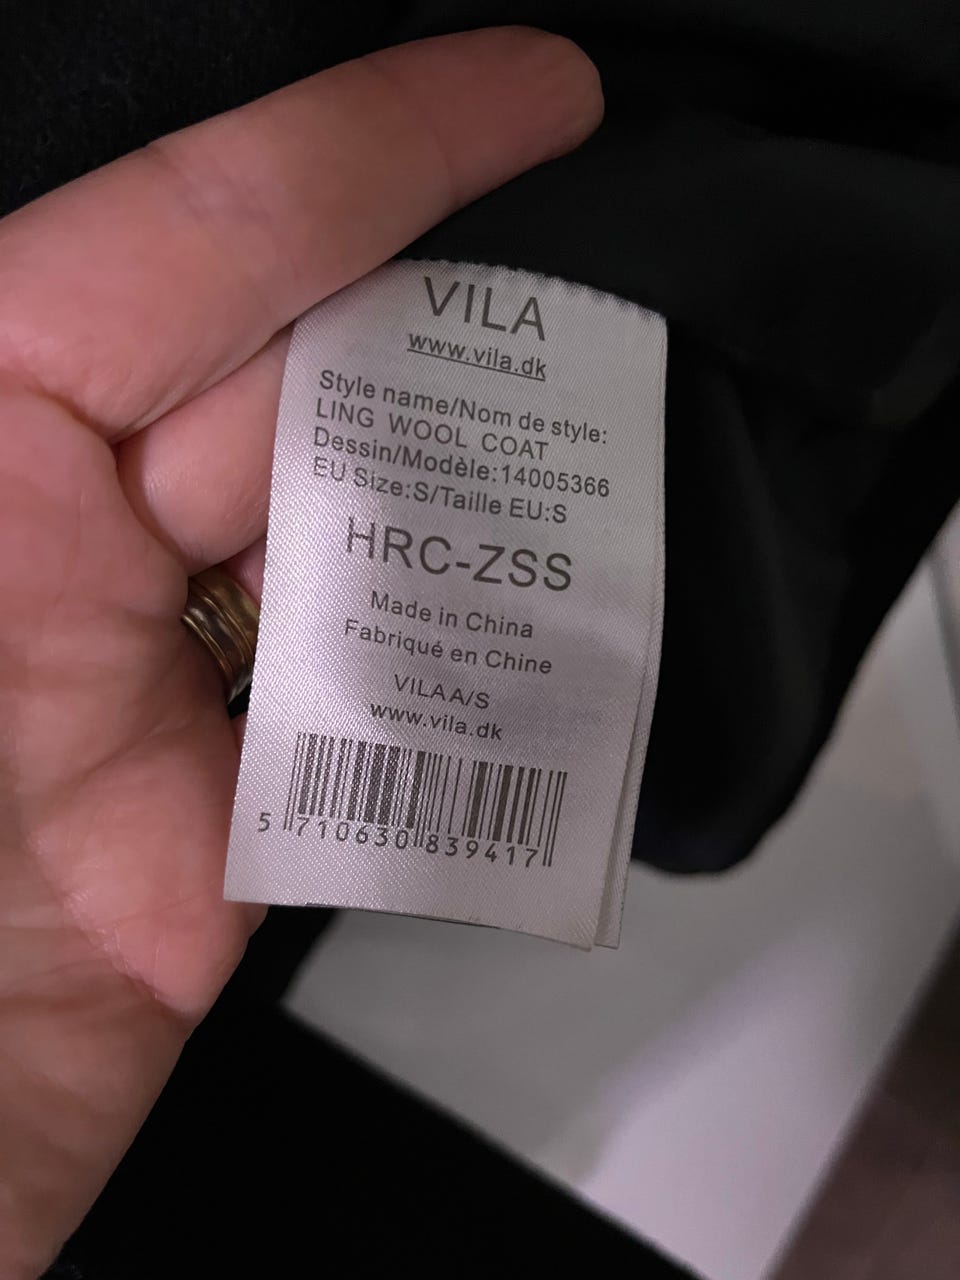 VILA
www.vila.dk
Style name/Nom de style:
LING WOOL COAT
Dessin/Modèle:14005366
EU Size:S/Taille EU:S
HRC-ZSS
Made in China
Fabriqué en Chine
VILA A/S
www.vila.dk
5 710630 839417